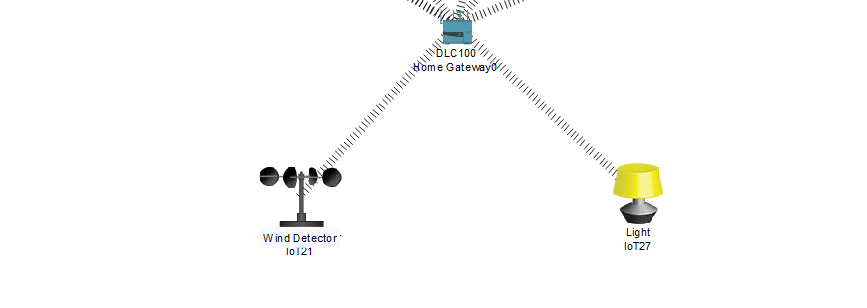 DLC100
Home Gateway0
Wind Detector
IoT21
Light
IoT27